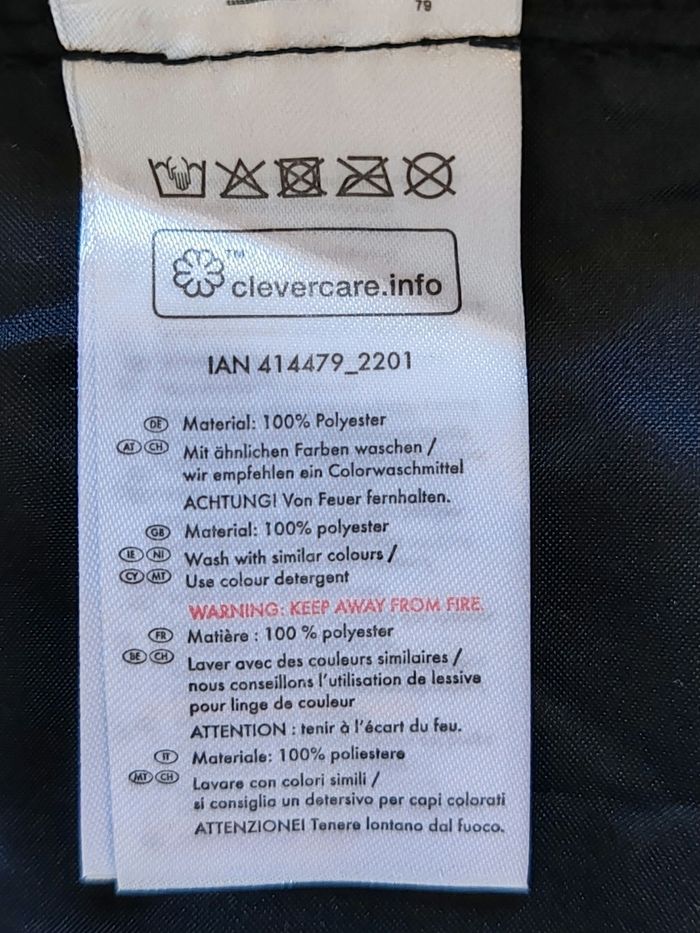 79
™
clevercare.info
IAN 414479_2201
DE Material: 100% Polyester
AT CH Mit ähnlichen Farben waschen /
wir empfehlen ein Colorwaschmittel
ACHTUNG! Von Feuer fernhalten.
GB Material: 100% polyester
IE NI Wash with similar colours /
CY MT Use colour detergent
WARNING: KEEP AWAY FROM FIRE.
FR Matière : 100 % polyester
BE CH Laver avec des couleurs similaires /
nous conseillons l'utilisation de lessive
pour linge de couleur
ATTENTION : tenir à l'écart du feu.
IT Materiale: 100% poliestere
MT CH Lavare con colori simili /
si consiglia un detersivo per capi colorati
ATTENZIONE! Tenere lontano dal fuoco.